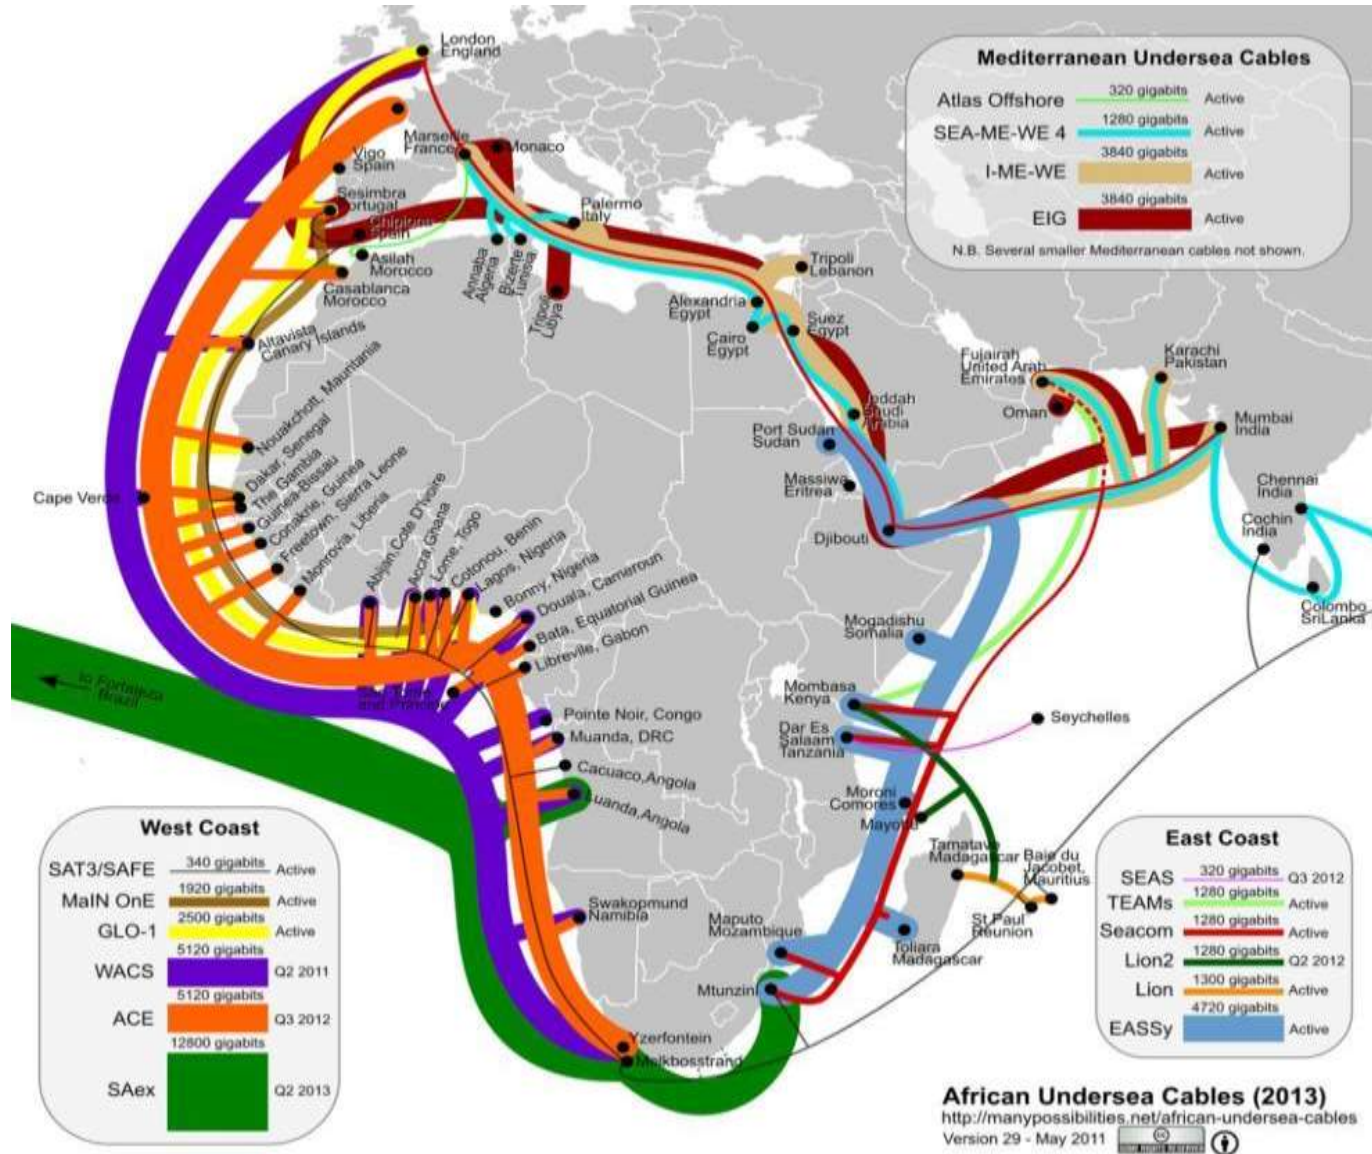 London
England
Marseille
France
Monaco
Vigo
Spain
Sesimbra
Portugal
Chipiona
Spain
Palermo
Italy
Asilah
Morocco
Casablanca
Morocco
Annaba
Algeria
Bizerte
Tunisia
Tripoli
Libya
Tripoli
Lebanon
Alexandria
Egypt
Cairo
Egypt
Suez
Egypt
Altavista
Canary Islands
Fujairah
United Arab
Emirates
Oman
Karachi
Pakistan
Mumbai
India
Chennai
India
Cochin
India
Colombo
SriLanka
Jeddah
Saudi
Arabia
Port Sudan
Sudan
Massiwa
Eritrea
Djibouti
Nouakchott, Mauritania
Dakar, Senegal
The Gambia
Guinea-Bissau
Conakrie, Guinea
Freetown, Sierra Leone
Monrovia, Liberia
Cape Verde
Abijan,Cote D'Ivoire
Accra,Ghana
Lome, Togo
Cotonou, Benin
Lagos, Nigeria
Bonny, Nigeria
Douala, Cameroun
Bata, Equatorial Guinea
Librevile, Gabon
Sao Tome
and Principe
Pointe Noir, Congo
Muanda, DRC
Cacuaco,Angola
Luanda,Angola
to Fortaleza
Brazil
Mogadishu
Somalia
Mombasa
Kenya
Dar Es
Salaam
Tanzania
Seychelles
Moroni
Comores
Mayotte
Tamatave
Madagascar
Baie du
Jacobet,
Mauritius
St Paul
Reunion
Toliara
Madagascar
Maputo
Mozambique
Mtunzini
Swakopmund
Namibia
Yzerfontein
Melkbosstrand
Mediterranean Undersea Cables
Atlas Offshore 320 gigabits Active
SEA-ME-WE 4 1280 gigabits Active
I-ME-WE 3840 gigabits Active
EIG 3840 gigabits Active
N.B. Several smaller Mediterranean cables not shown.
West Coast
SAT3/SAFE 340 gigabits Active
MaIN OnE 1920 gigabits Active
GLO-1 2500 gigabits Active
WACS 5120 gigabits Q2 2011
ACE 5120 gigabits Q3 2012
SAex 12800 gigabits Q2 2013
East Coast
SEAS 320 gigabits Q3 2012
TEAMs 1280 gigabits Active
Seacom 1280 gigabits Active
Lion2 1280 gigabits Q2 2012
Lion 1300 gigabits Active
EASSy 4720 gigabits Active
African Undersea Cables (2013)
http://manypossibilities.net/african-undersea-cables
Version 29 - May 2011
cc